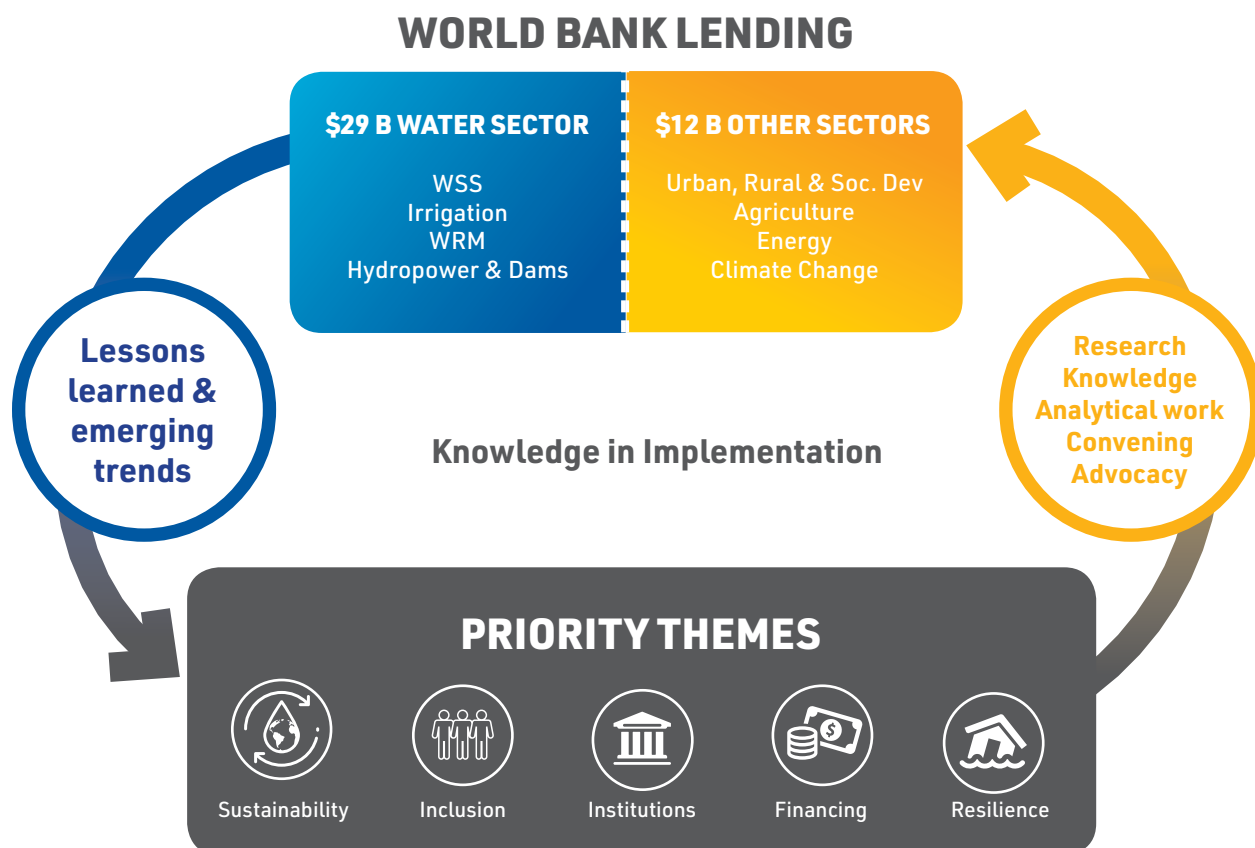 WORLD BANK LENDING
$29 B WATER SECTOR
WSS
Irrigation
WRM
Hydropower & Dams
$12 B OTHER SECTORS
Urban, Rural & Soc. Dev
Agriculture
Energy
Climate Change
Lessons
learned &
emerging
trends
Knowledge in Implementation
Research
Knowledge
Analytical work
Convening
Advocacy
PRIORITY THEMES
$
Sustainability
Inclusion
Institutions
Financing
Resilience